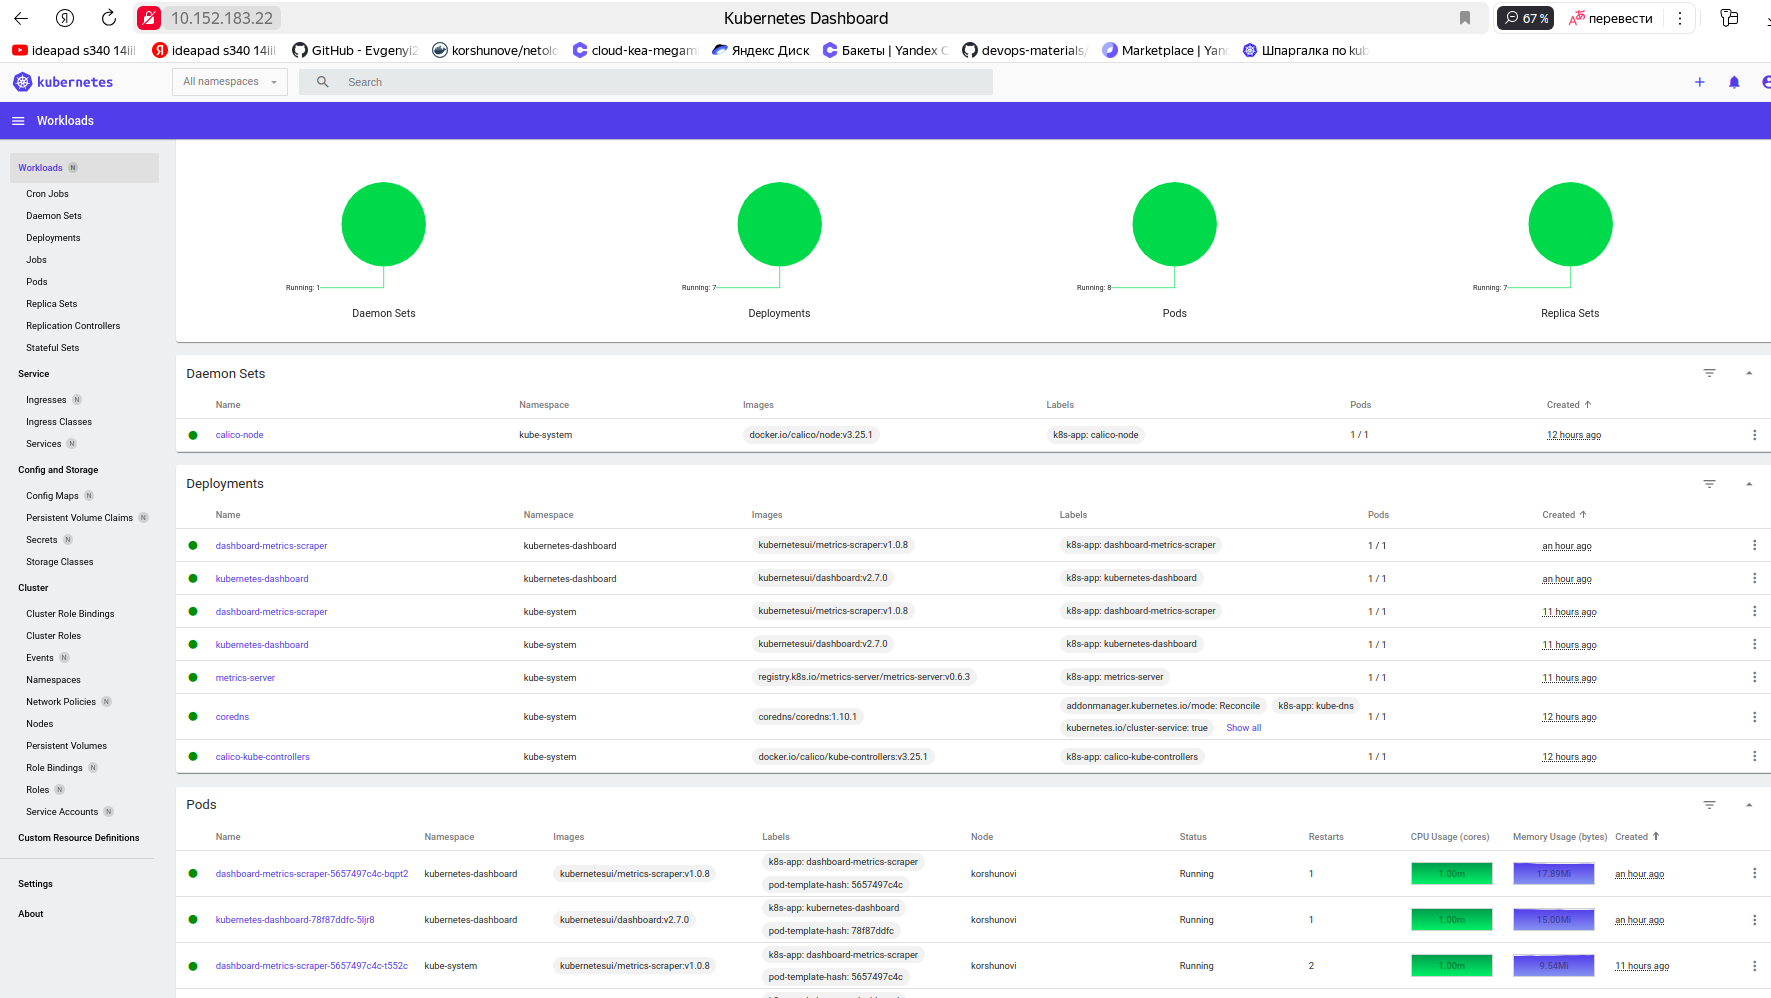 10.152.183.22
Kubernetes Dashboard
67 %
перевести
ideapad s340 14iil
ideapad s340 14iil
GitHub - Evgenyi2
korshunove/netolo
cloud-kea-megam
Яндекс Диск
Бакеты | Yandex C
devops-materials/
Marketplace | Yan
Шпаргалка по kub
kubernetes
All namespaces
Search
Workloads
Workloads N
Cron Jobs
Daemon Sets
Deployments
Jobs
Pods
Replica Sets
Replication Controllers
Stateful Sets
Service
Ingresses N
Ingress Classes
Services N
Config and Storage
Config Maps N
Persistent Volume Claims N
Secrets N
Storage Classes
Cluster
Cluster Role Bindings
Cluster Roles
Events N
Namespaces
Network Policies N
Nodes
Persistent Volumes
Role Bindings N
Roles N
Service Accounts N
Custom Resource Definitions
Settings
About
Running: 1
Daemon Sets
Running: 7
Deployments
Running: 8
Pods
Running: 7
Replica Sets
Daemon Sets
Name Namespace Images Labels Pods Created
calico-node kube-system docker.io/calico/node:v3.25.1 k8s-app: calico-node 1 / 1 12 hours ago
Deployments
Name Namespace Images Labels Pods Created
dashboard-metrics-scraper kubernetes-dashboard kubernetesui/metrics-scraper:v1.0.8 k8s-app: dashboard-metrics-scraper 1 / 1 an hour ago
kubernetes-dashboard kubernetes-dashboard kubernetesui/dashboard:v2.7.0 k8s-app: kubernetes-dashboard 1 / 1 an hour ago
dashboard-metrics-scraper kube-system kubernetesui/metrics-scraper:v1.0.8 k8s-app: dashboard-metrics-scraper 1 / 1 11 hours ago
kubernetes-dashboard kube-system kubernetesui/dashboard:v2.7.0 k8s-app: kubernetes-dashboard 1 / 1 11 hours ago
metrics-server kube-system registry.k8s.io/metrics-server/metrics-server:v0.6.3 k8s-app: metrics-server 1 / 1 11 hours ago
coredns kube-system coredns/coredns:1.10.1 addonmanager.kubernetes.io/mode: Reconcile k8s-app: kube-dns 1 / 1 12 hours ago
kubernetes.io/cluster-service: true Show all
calico-kube-controllers kube-system docker.io/calico/kube-controllers:v3.25.1 k8s-app: calico-kube-controllers 1 / 1 12 hours ago
Pods
Name Namespace Images Labels Node Status Restarts CPU Usage (cores) Memory Usage (bytes) Created
dashboard-metrics-scraper-5657497c4c-bqpt2 kubernetes-dashboard kubernetesui/metrics-scraper:v1.0.8 k8s-app: dashboard-metrics-scraper korshunovi Running 1 1.00m 17.89Mi an hour ago
pod-template-hash: 5657497c4c
kubernetes-dashboard-78f87ddfc-5ljr8 kubernetes-dashboard kubernetesui/dashboard:v2.7.0 k8s-app: kubernetes-dashboard korshunovi Running 1 1.00m 15.00Mi an hour ago
pod-template-hash: 78f87ddfc
dashboard-metrics-scraper-5657497c4c-t552c kube-system kubernetesui/metrics-scraper:v1.0.8 k8s-app: dashboard-metrics-scraper korshunovi Running 2 1.00m 9.54Mi 11 hours ago
pod-template-hash: 5657497c4c